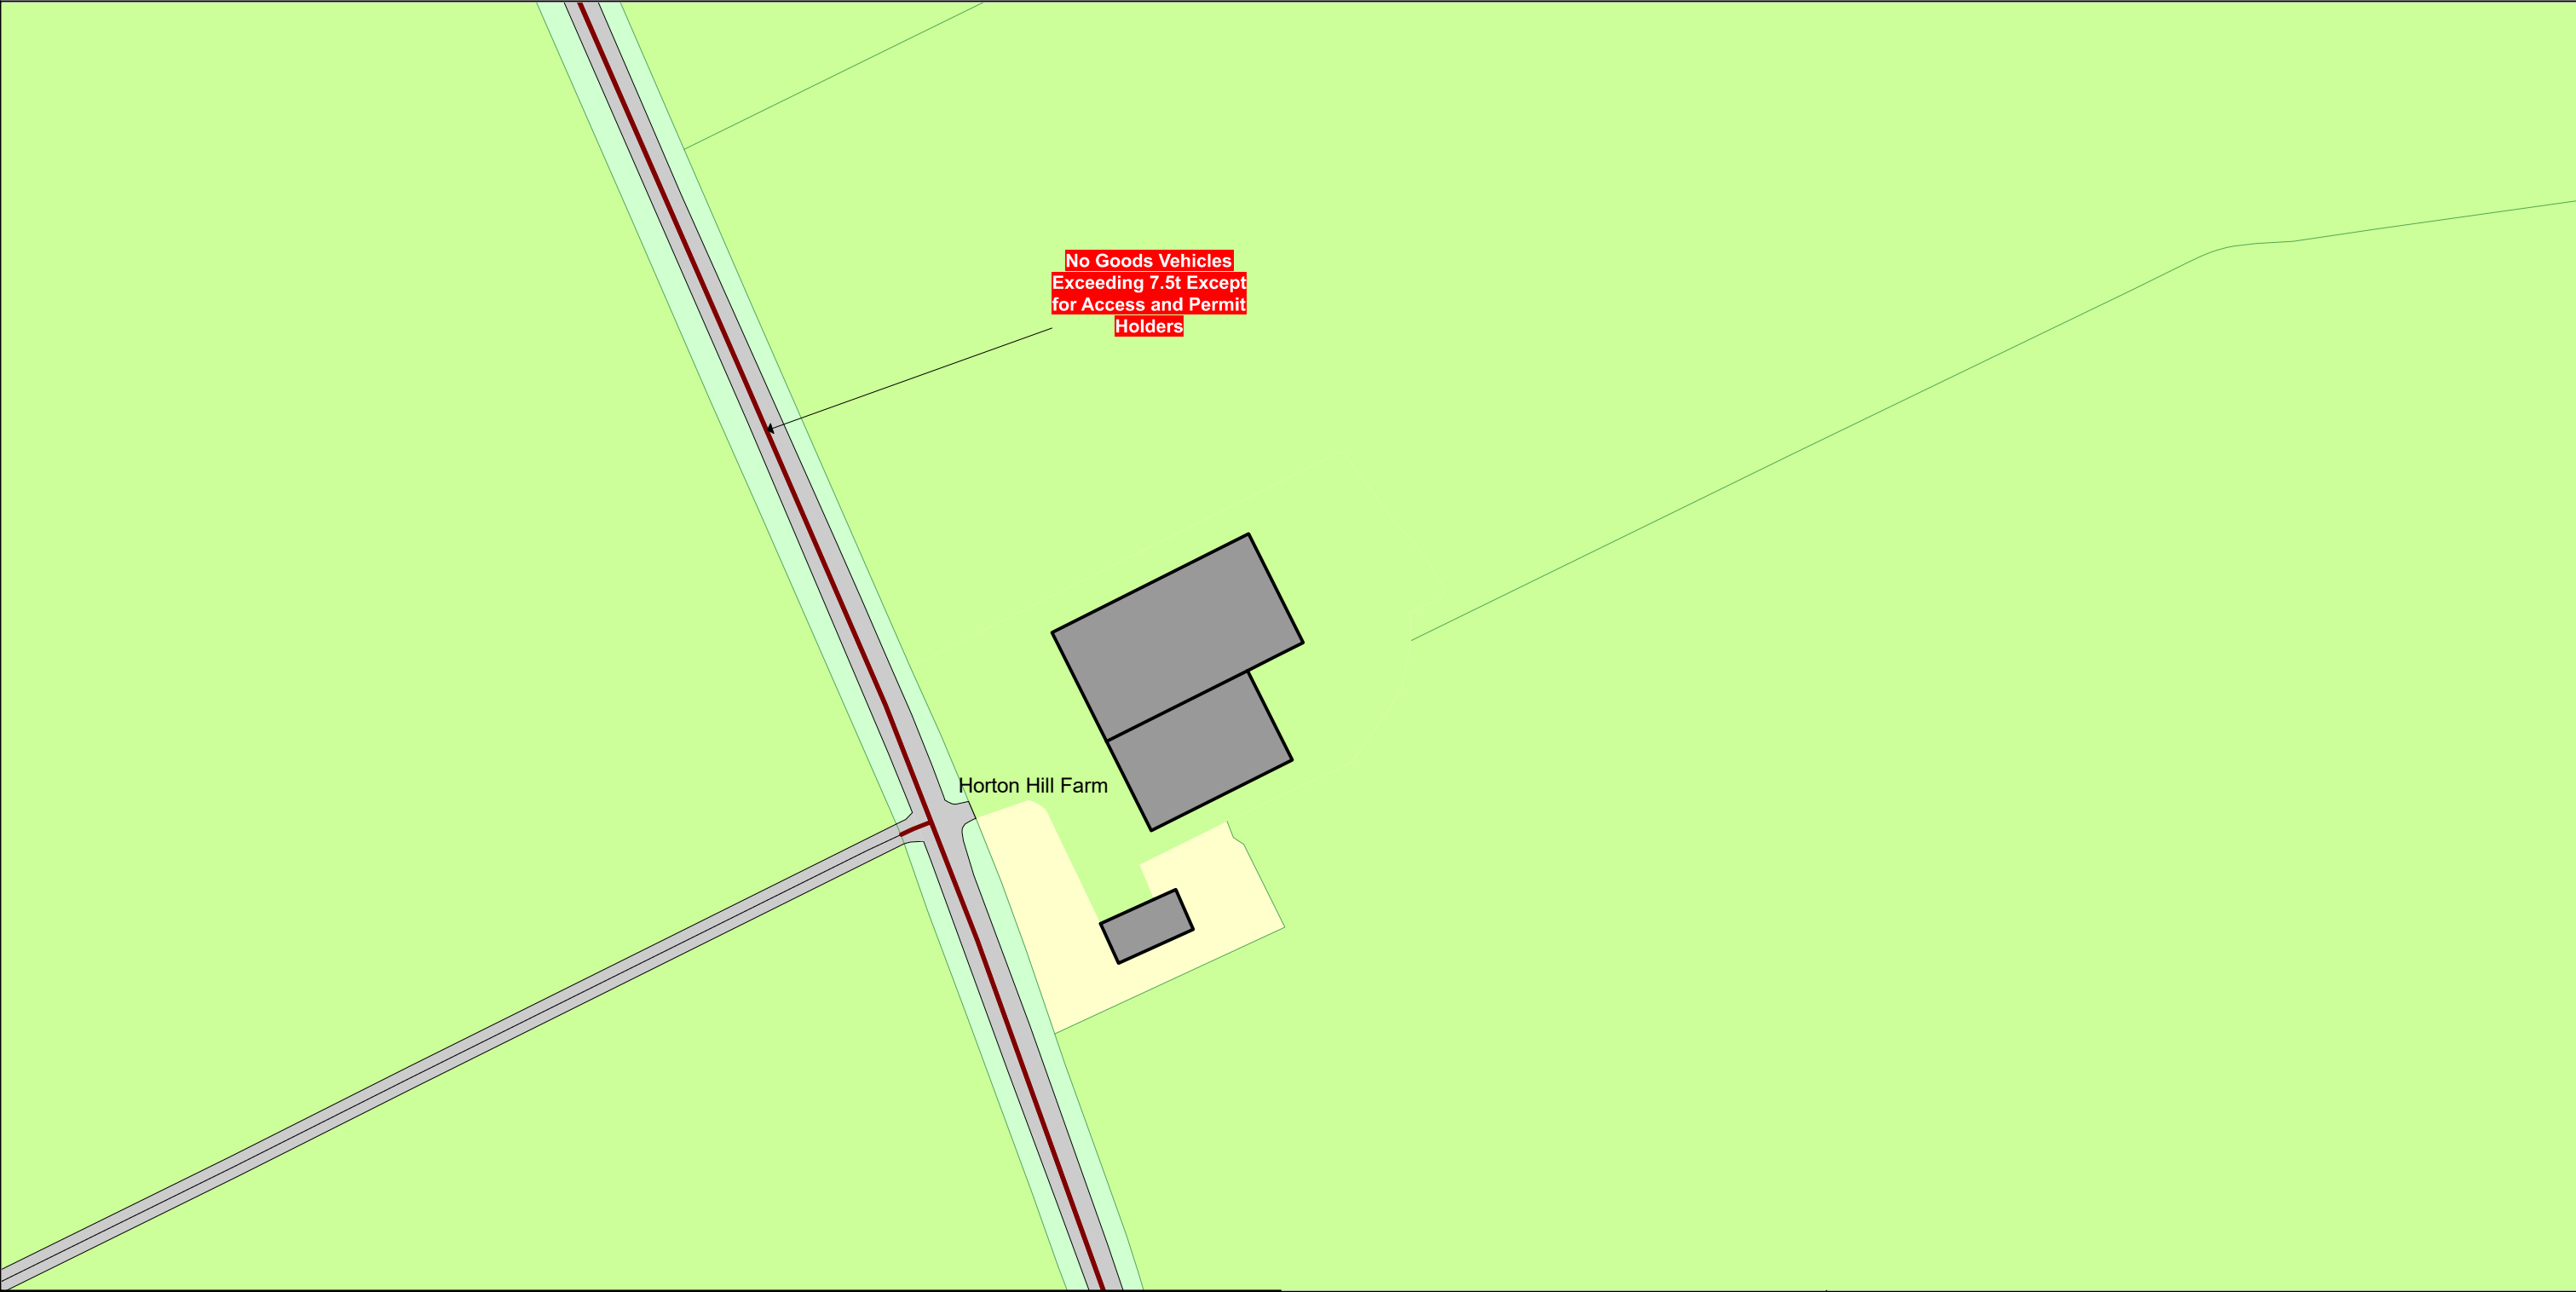 No Goods Vehicles
Exceeding 7.5t Except
for Access and Permit
Holders
Horton Hill Farm